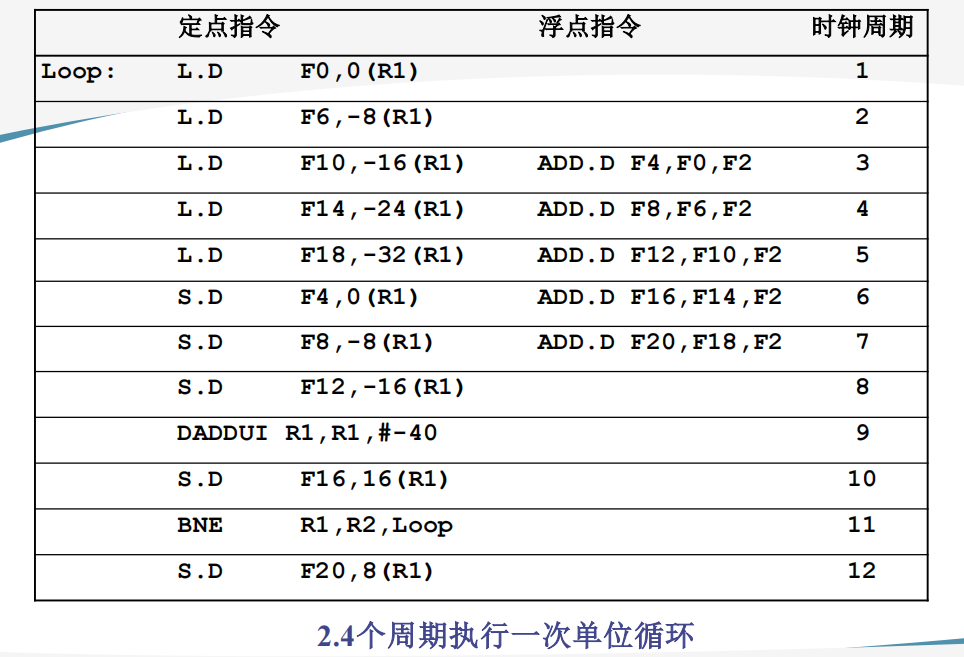 定点指令 浮点指令 时钟周期
Loop: L.D F0,0(R1) 1
L.D F6,-8(R1) 2
L.D F10,-16(R1) ADD.D F4,F0,F2 3
L.D F14,-24(R1) ADD.D F8,F6,F2 4
L.D F18,-32(R1) ADD.D F12,F10,F2 5
S.D F4,0(R1) ADD.D F16,F14,F2 6
S.D F8,-8(R1) ADD.D F20,F18,F2 7
S.D F12,-16(R1) 8
DADDUI R1,R1,#-40 9
S.D F16,16(R1) 10
BNE R1,R2,Loop 11
S.D F20,8(R1) 12
2.4个周期执行一次单位循环